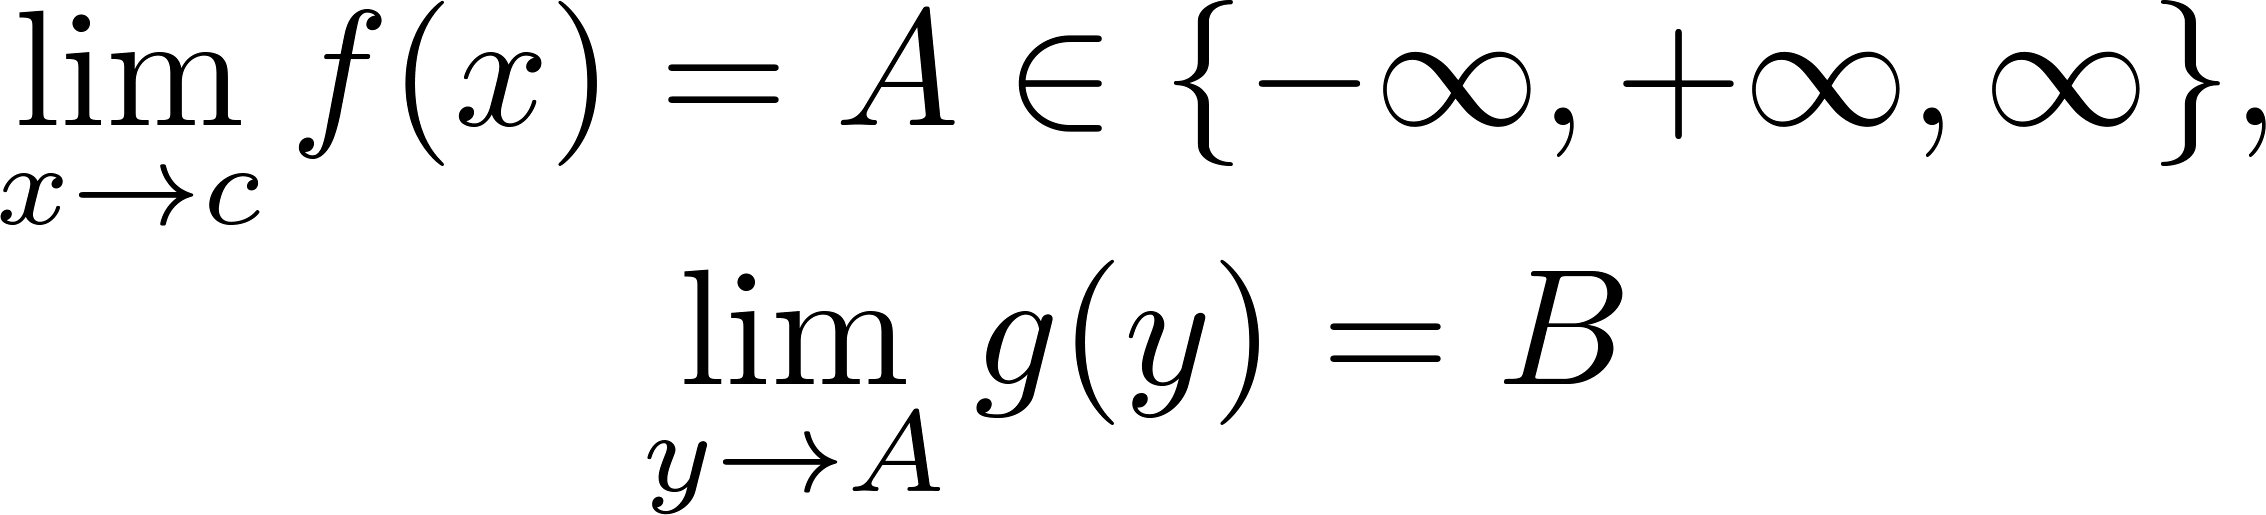 lim_{x→c} f(x) = A ∈ {−∞, +∞, ∞},
lim_{y→A} g(y) = B